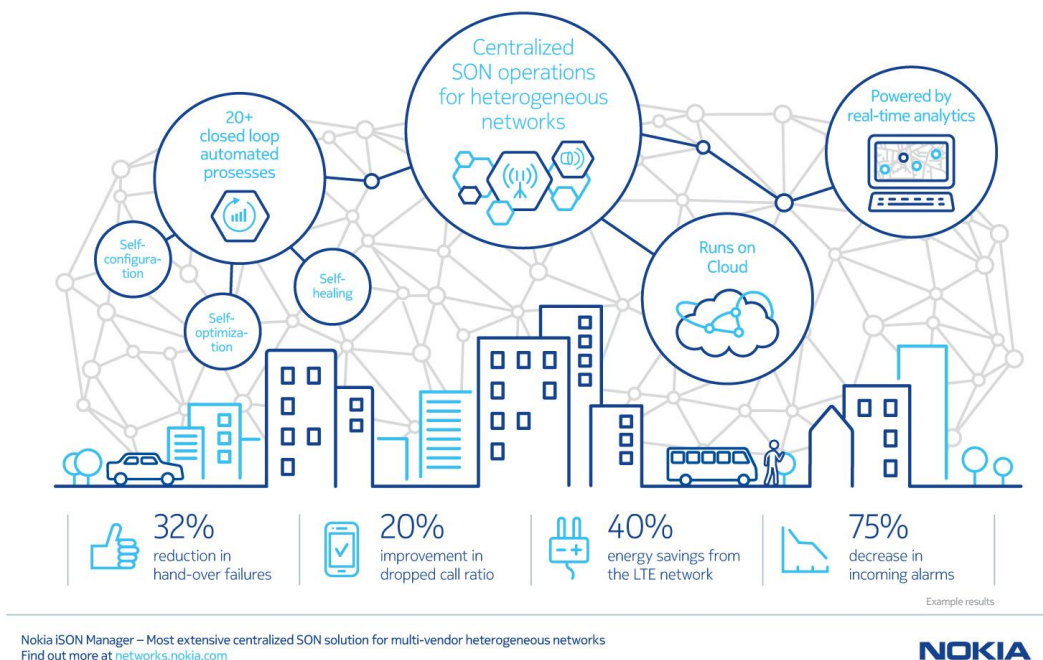 Centralized
SON operations
for heterogeneous
networks
20+
closed loop
automated
prosesses
Powered by
real-time analytics
Self-
configura-
tion
Self-
optimiza-
tion
Self-
healing
Runs on
Cloud
32%
reduction in
hand-over failures
20%
improvement in
dropped call ratio
40%
energy savings from
the LTE network
75%
decrease in
incoming alarms
Example results
Nokia iSON Manager – Most extensive centralized SON solution for multi-vendor heterogeneous networks
Find out more at networks.nokia.com
NOKIA